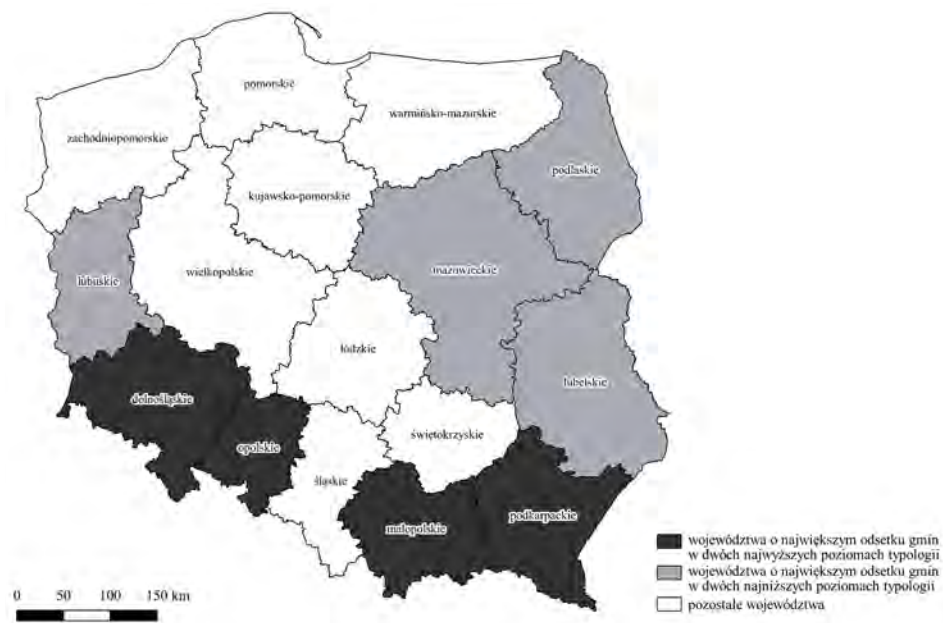 pomorskie
warmińsko-mazurskie
zachodniopomorskie
podlaskie
kujawsko-pomorskie
wielkopolskie
mazowieckie
lubuskie
łódzkie
lubelskie
dolnośląskie
świętokrzyskie
opolskie
śląskie
podkarpackie
małopolskie
województwa o największym odsetku gmin
w dwóch najwyższych poziomach typologii
województwa o największym odsetku gmin
w dwóch najniższych poziomach typologii
pozostałe województwa
0 50 100 150 km